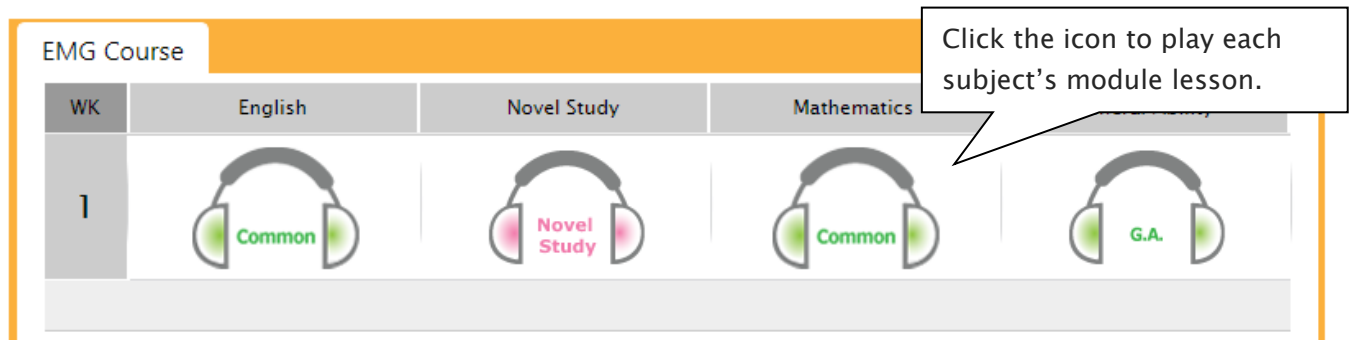 EMG Course
Click the icon to play each
subject's module lesson.
WK
English
Novel Study
Mathematics
1
Common
Novel
Study
Common
G.A.